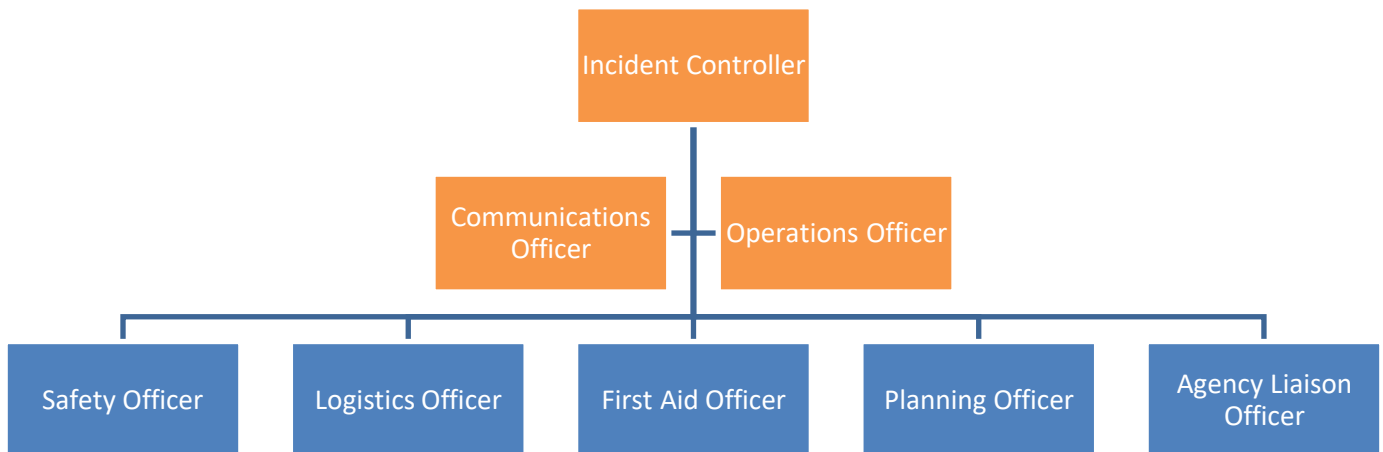 Incident Controller
Communications
Officer
Operations Officer
Safety Officer
Logistics Officer
First Aid Officer
Planning Officer
Agency Liaison
Officer